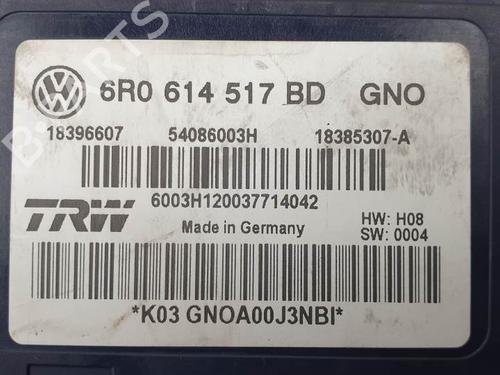 6R0 614 517 BD GNO
18396607 54086003H 18385307-A
TRW 6003H120037714042
Made in Germany
HW: H08
SW: 0004
*K03 GNOA00J3NBI*